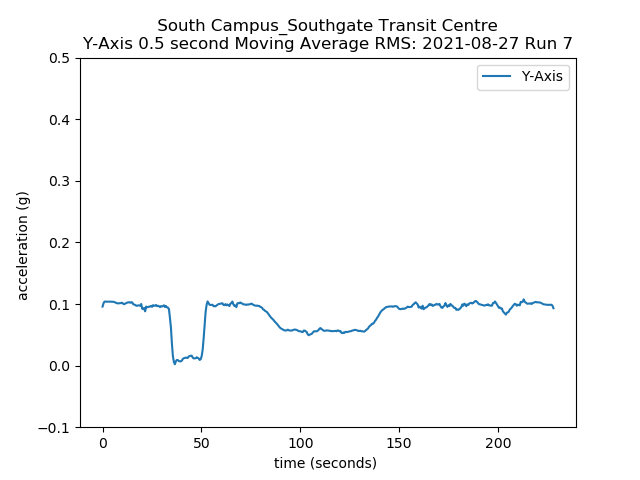 South Campus_Southgate Transit Centre
Y-Axis 0.5 second Moving Average RMS: 2021-08-27 Run 7
Y-Axis
0.5
0.4
0.3
0.2
0.1
0.0
−0.1
acceleration (g)
0 50 100 150 200
time (seconds)